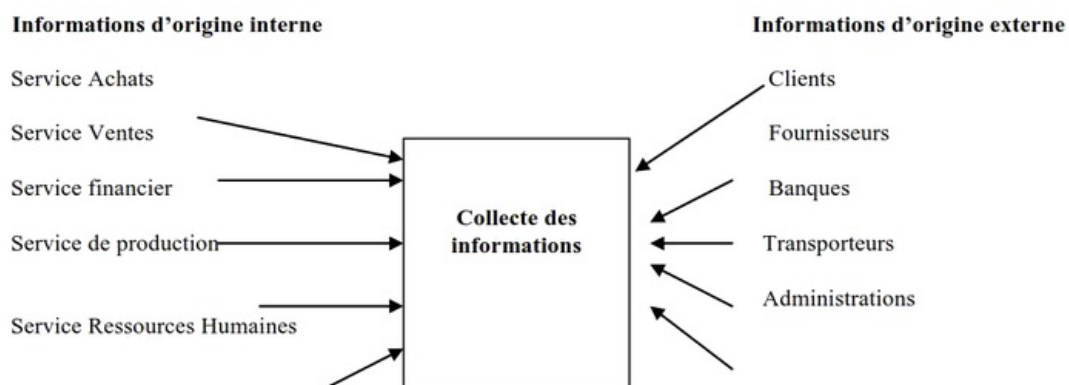 Informations d’origine interne
Informations d’origine externe
Service Achats
Clients
Service Ventes
Fournisseurs
Service financier
Banques
Collecte des
informations
Service de production
Transporteurs
Administrations
Service Ressources Humaines